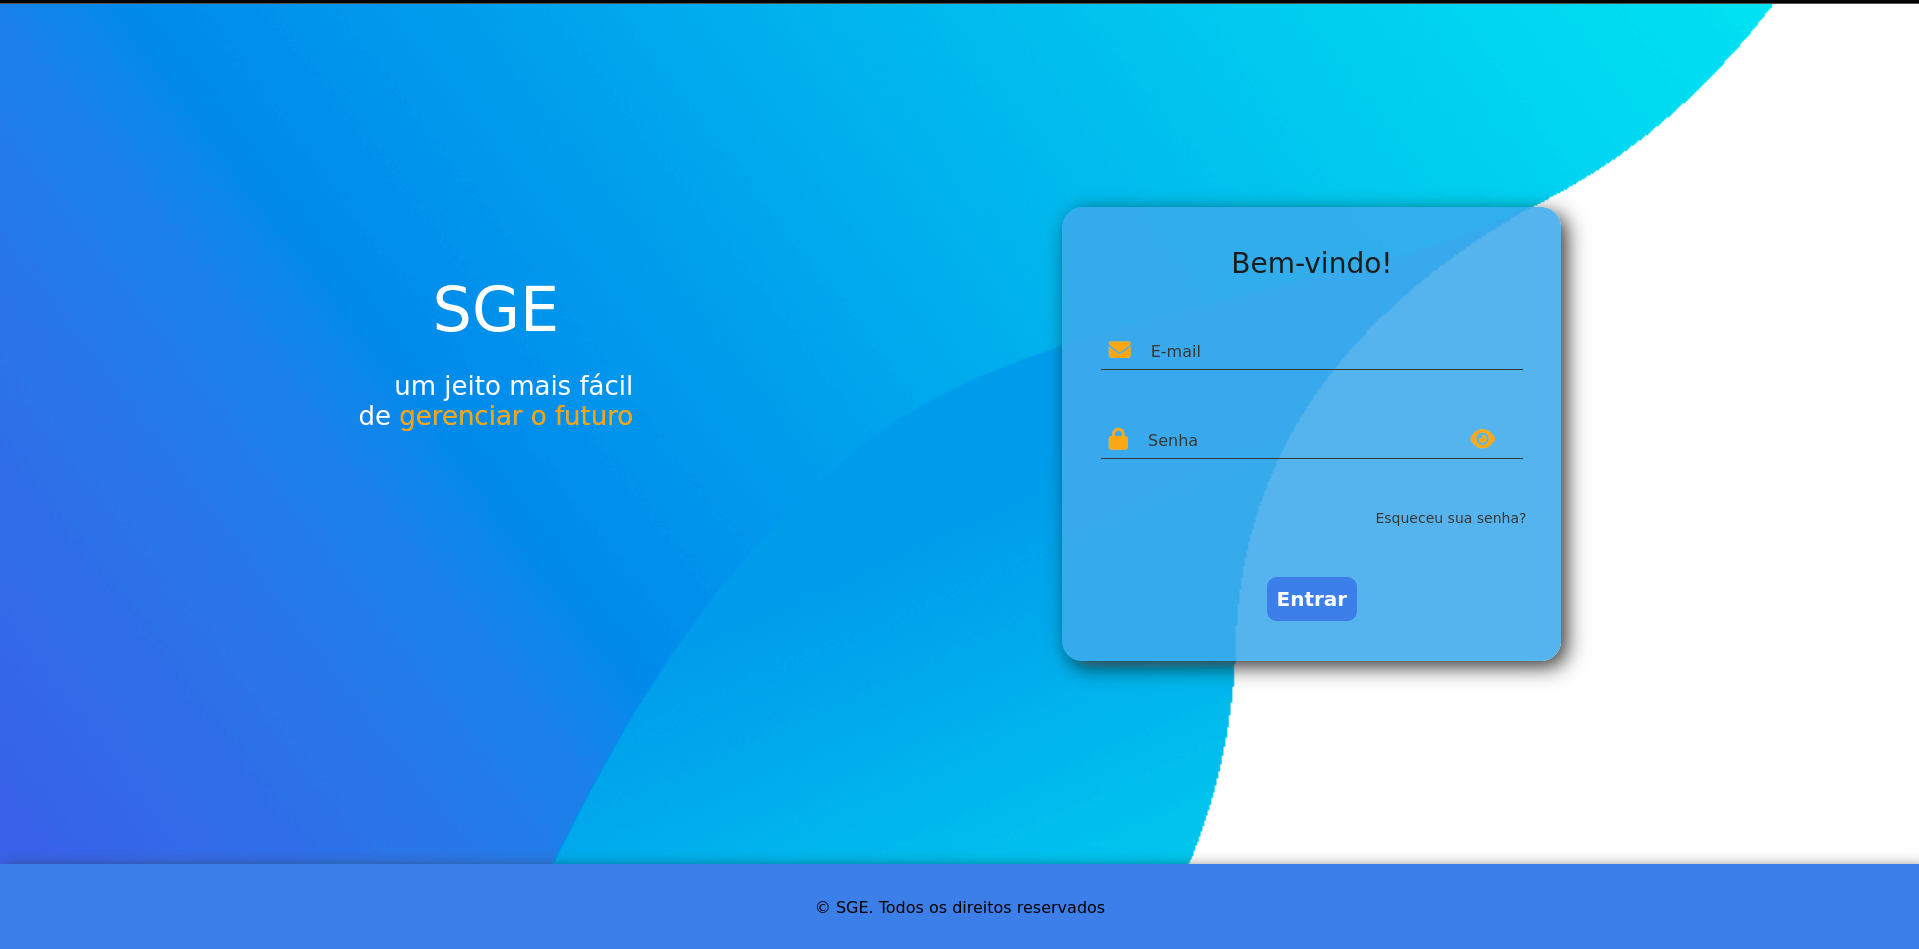 SGE
um jeito mais fácil
de gerenciar o futuro
Bem-vindo!
E-mail
Senha
Esqueceu sua senha?
Entrar
© SGE. Todos os direitos reservados